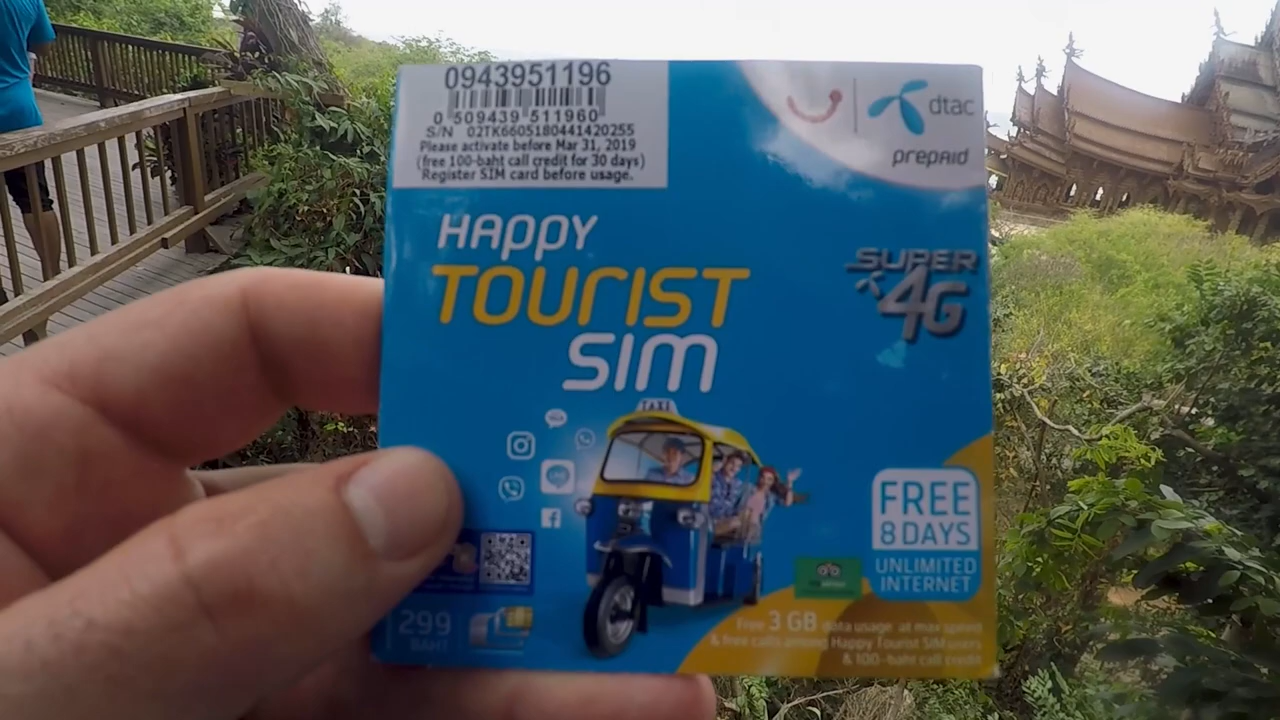 0943951196
0 509439 511960
S/N 02TK6605180441420255
Please activate before Mar 31, 2019
(free 100-baht call credit for 30 days)
Register SIM card before usage.
dtac
prepaid
HAPPY
TOURIST
SIM
SUPER
4G
TAXI
FREE
8 DAYS
UNLIMITED
INTERNET
299
BAHT
Free 3 GB data usage at max speed
& free calls among Happy Tourist SIM users
& 100-baht call credit